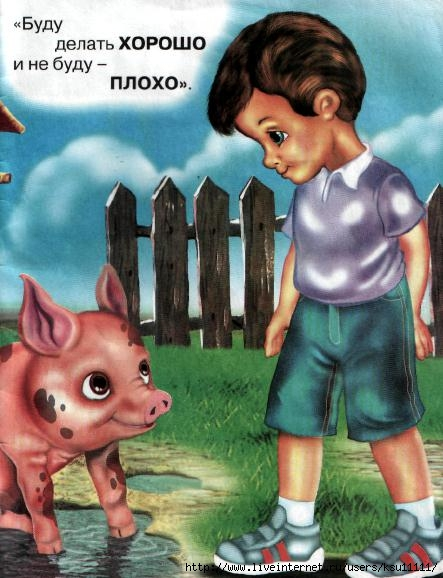 «Буду
делать ХОРОШО
и не буду –
ПЛОХО».
http://www.liveinternet.ru/users/ksu11111/